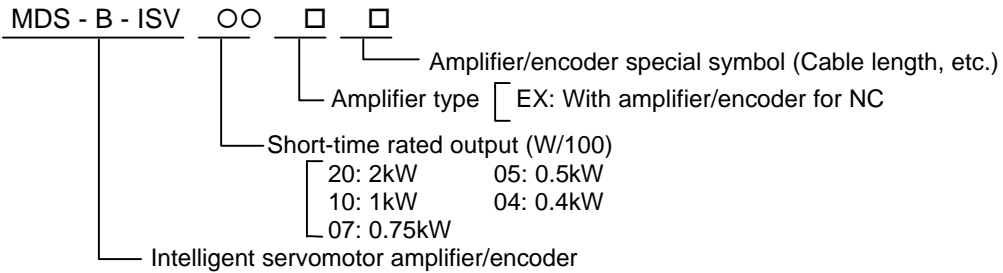 MDS - B - ISV ○○ □ □
Amplifier/encoder special symbol (Cable length, etc.)
Amplifier type EX: With amplifier/encoder for NC
Short-time rated output (W/100)
20: 2kW 05: 0.5kW
10: 1kW 04: 0.4kW
07: 0.75kW
Intelligent servomotor amplifier/encoder